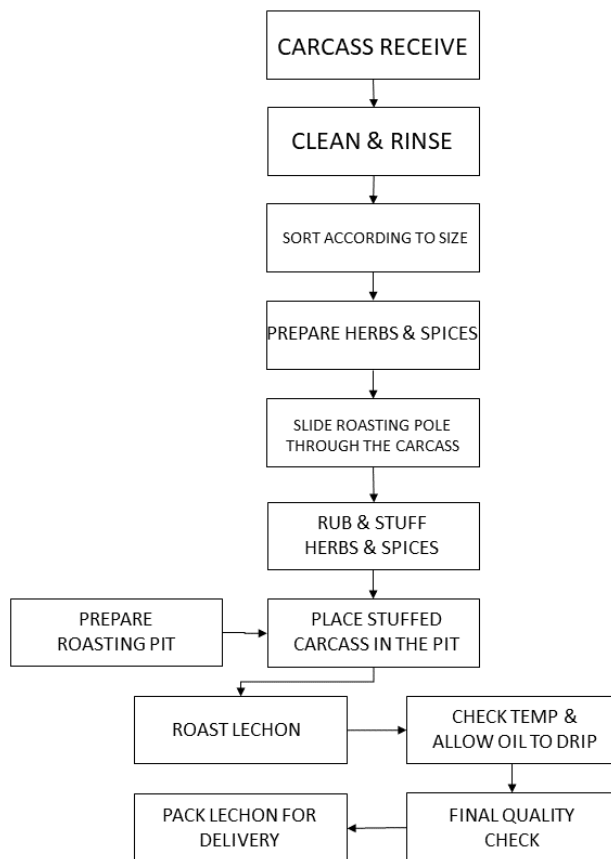 CARCASS RECEIVE
CLEAN & RINSE
SORT ACCORDING TO SIZE
PREPARE HERBS & SPICES
SLIDE ROASTING POLE
THROUGH THE CARCASS
RUB & STUFF
HERBS & SPICES
PREPARE
ROASTING PIT
PLACE STUFFED
CARCASS IN THE PIT
ROAST LECHON
CHECK TEMP &
ALLOW OIL TO DRIP
PACK LECHON FOR
DELIVERY
FINAL QUALITY
CHECK